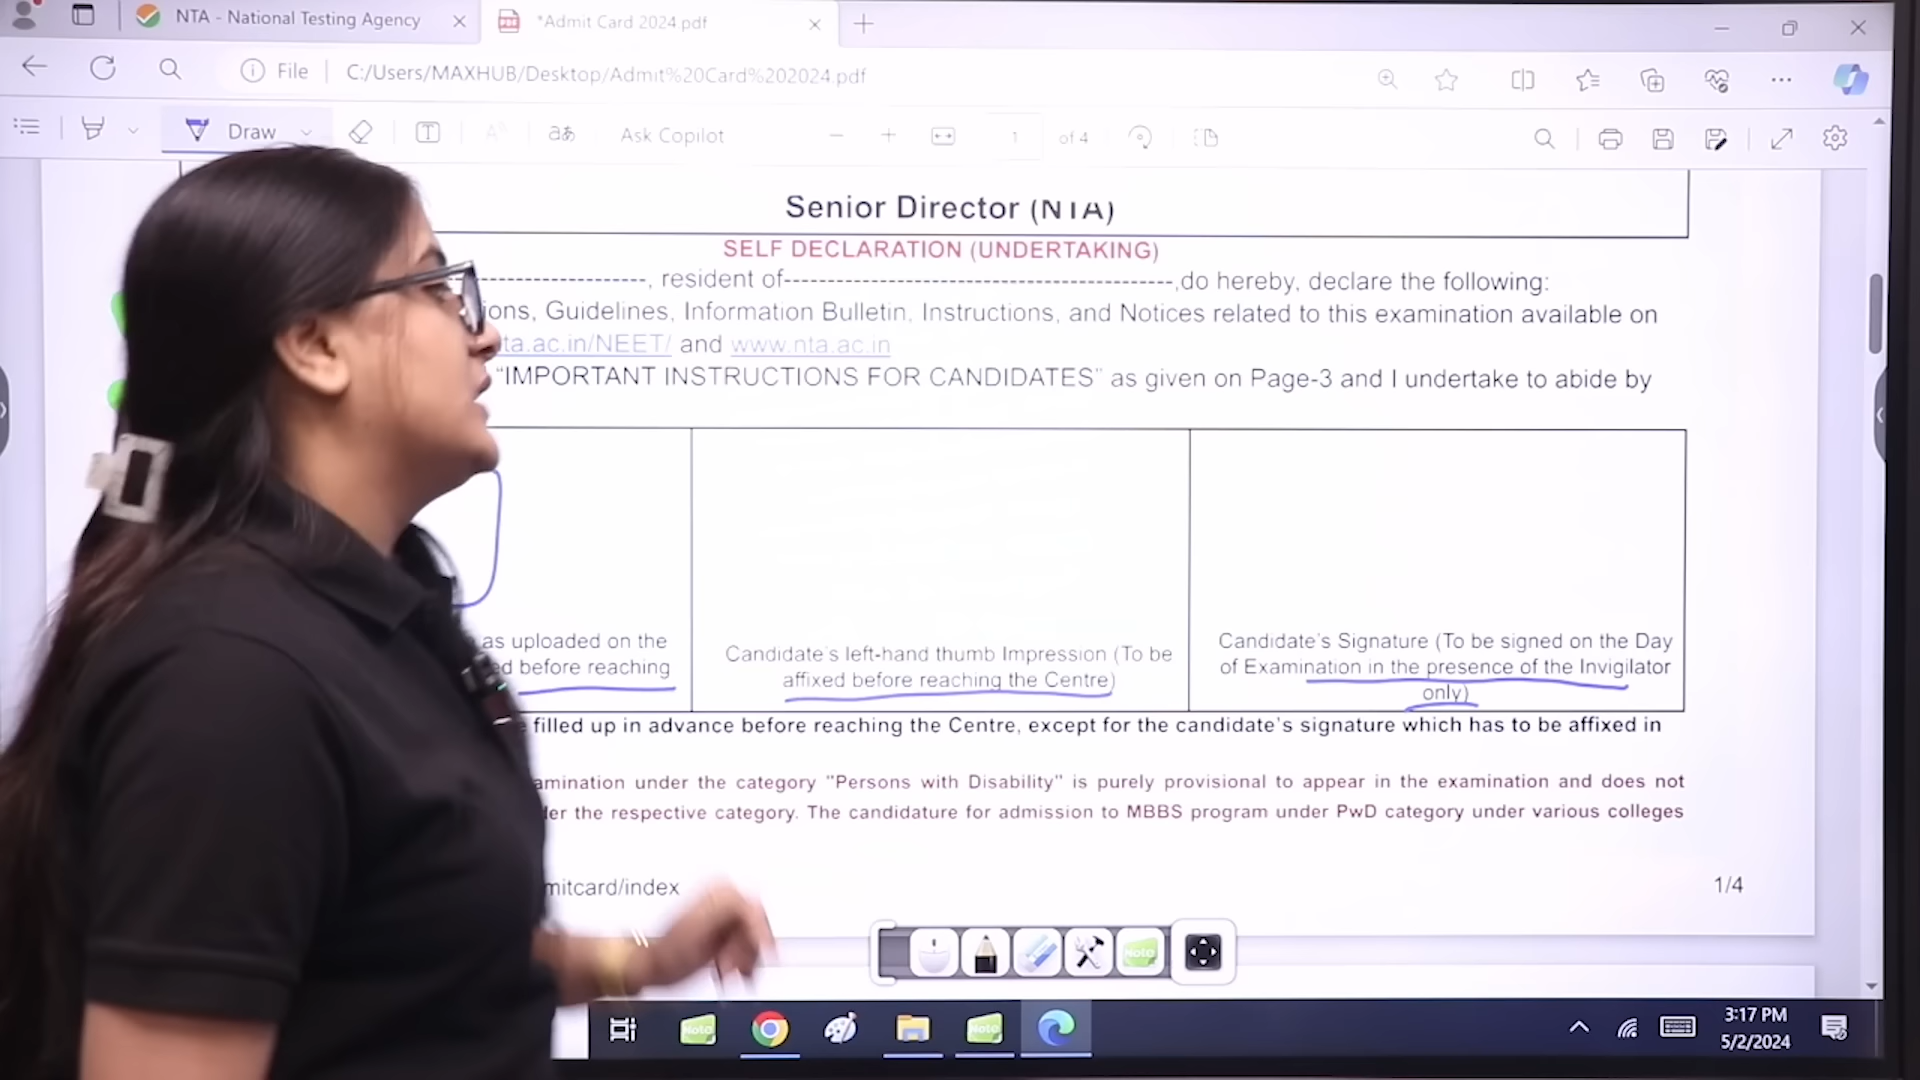 NTA - National Testing Agency
*Admit Card 2024.pdf
File
C:/Users/MAXHUB/Desktop/Admit%20Card%202024.pdf
Draw
Ask Copilot
1
of 4
Senior Director (NTA)
SELF DECLARATION (UNDERTAKING)
--------------------, resident of----------------------------------------,do hereby, declare the following:
ions, Guidelines, Information Bulletin, Instructions, and Notices related to this examination available on
ta.ac.in/NEET/ and www.nta.ac.in
"IMPORTANT INSTRUCTIONS FOR CANDIDATES" as given on Page-3 and I undertake to abide by
as uploaded on the
ed before reaching
Candidate's left-hand thumb Impression (To be
affixed before reaching the Centre)
Candidate's Signature (To be signed on the Day
of Examination in the presence of the Invigilator
only)
filled up in advance before reaching the Centre, except for the candidate's signature which has to be affixed in
amination under the category "Persons with Disability" is purely provisional to appear in the examination and does not
er the respective category. The candidature for admission to MBBS program under PwD category under various colleges
mitcard/index
1/4
Note
Note
Note
3:17 PM
5/2/2024